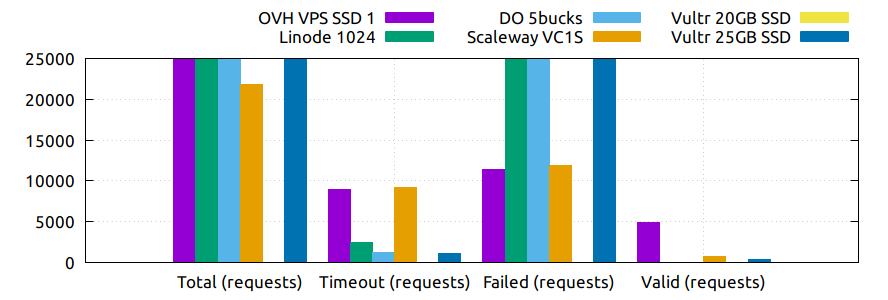 OVH VPS SSD 1 DO 5bucks Vultr 20GB SSD
Linode 1024 Scaleway VC1S Vultr 25GB SSD
25000
20000
15000
10000
5000
0
Total (requests) Timeout (requests) Failed (requests) Valid (requests)